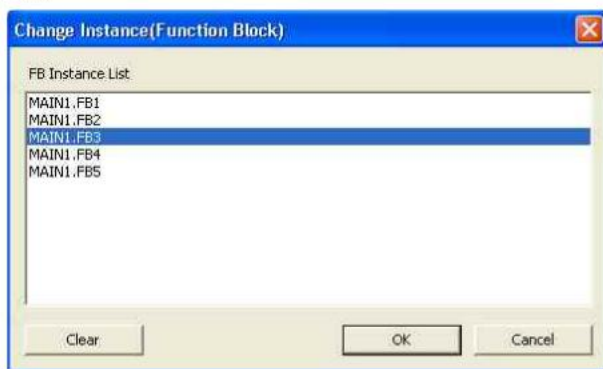 Change Instance(Function Block)
FB Instance List
MAIN1.FB1
MAIN1.FB2
MAIN1.FB3
MAIN1.FB4
MAIN1.FB5
Clear OK Cancel